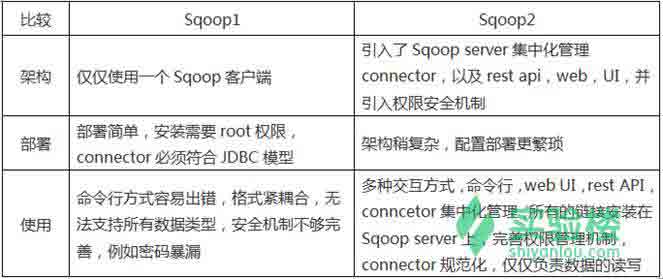 比较 Sqoop1 Sqoop2
架构
仅仅使用一个 Sqoop 客户端
引入了 Sqoop server 集中化管理
connector，以及 rest api，web，UI，并
引入权限安全机制
部署
部署简单，安装需要 root 权限，
connector 必须符合 JDBC 模型
架构稍复杂，配置部署更繁琐
使用
命令行方式容易出错，格式紧耦合，无
法支持所有数据类型，安全机制不够完
善，例如密码暴漏
多种交互方式，命令行，web UI，rest API，
conncetor 集中化管理，所有的链接安装在
Sqoop server 上，完善权限管理机制，
connector 规范化，仅仅负责数据的读写
实验楼
shiyanlou.com